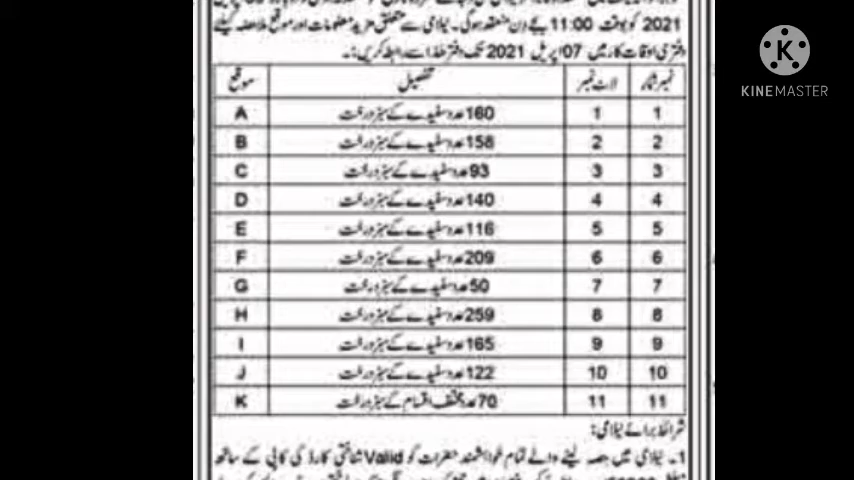 2021 کو بوقت 11:00 بجے دن منعقد ہوگی۔ نیلامی سے متعلق مزید معلومات اور موقع ملاحظہ کیلئے
دفتری اوقات کار میں 07 اپریل 2021 تک دفتر ھذا سے رابطہ کریں:۔
نمبر شمار لاٹ نمبر تفصیل موقع
1 1 160 عدد سفیدے کے سبز درخت A
2 2 158 عدد سفیدے کے سبز درخت B
3 3 93 عدد سفیدے کے سبز درخت C
4 4 140 عدد سفیدے کے سبز درخت D
5 5 116 عدد سفیدے کے سبز درخت E
6 6 209 عدد سفیدے کے سبز درخت F
7 7 50 عدد سفیدے کے سبز درخت G
8 8 259 عدد سفیدے کے سبز درخت H
9 9 165 عدد سفیدے کے سبز درخت I
10 10 122 عدد سفیدے کے سبز درخت J
11 11 70 عدد مختلف اقسام کے سبز درخت K
شرائط برائے نیلامی:
1۔ نیلامی میں حصہ لینے والے تمام خواہشمند حضرات کو Valid شناختی کارڈ کی کاپی کے ساتھ
KINEMASTER